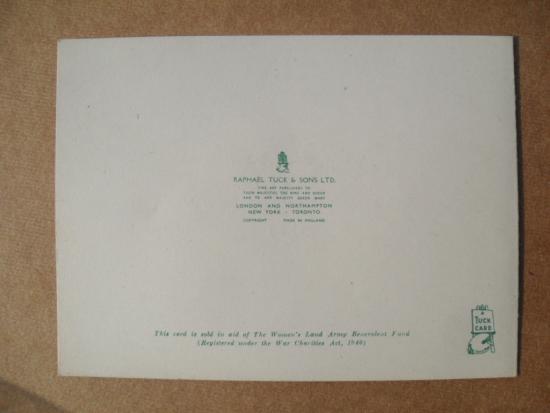 RAPHAEL TUCK & SONS LTD.
FINE ART PUBLISHERS TO
THEIR MAJESTIES THE KING AND QUEEN
AND TO HER MAJESTY QUEEN MARY
LONDON AND NORTHAMPTON
NEW YORK - TORONTO
COPYRIGHT MADE IN ENGLAND
This card is sold in aid of The Women's Land Army Benevolent Fund
(Registered under the War Charities Act, 1940)
A
TUCK
CARD